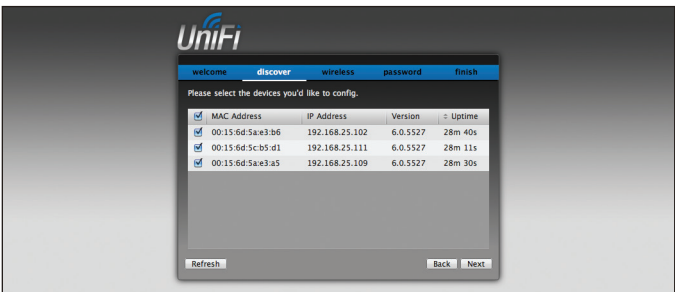 UniFi
welcome discover wireless password finish
Please select the devices you'd like to config.
MAC Address IP Address Version Uptime
00:15:6d:5a:e3:b6 192.168.25.102 6.0.5527 28m 40s
00:15:6d:5c:b5:d1 192.168.25.111 6.0.5527 28m 11s
00:15:6d:5a:e3:a5 192.168.25.109 6.0.5527 28m 30s
Refresh Back Next